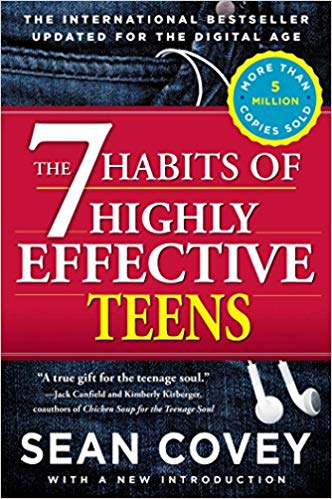 THE INTERNATIONAL BESTSELLER
UPDATED FOR THE DIGITAL AGE
MORE THAN
5
MILLION
COPIES SOLD
THE 7 HABITS OF
HIGHLY
EFFECTIVE
TEENS
"A true gift for the teenage soul."
—Jack Canfield and Kimberly Kirberger,
coauthors of Chicken Soup for the Teenage Soul
SEAN COVEY
WITH A NEW INTRODUCTION